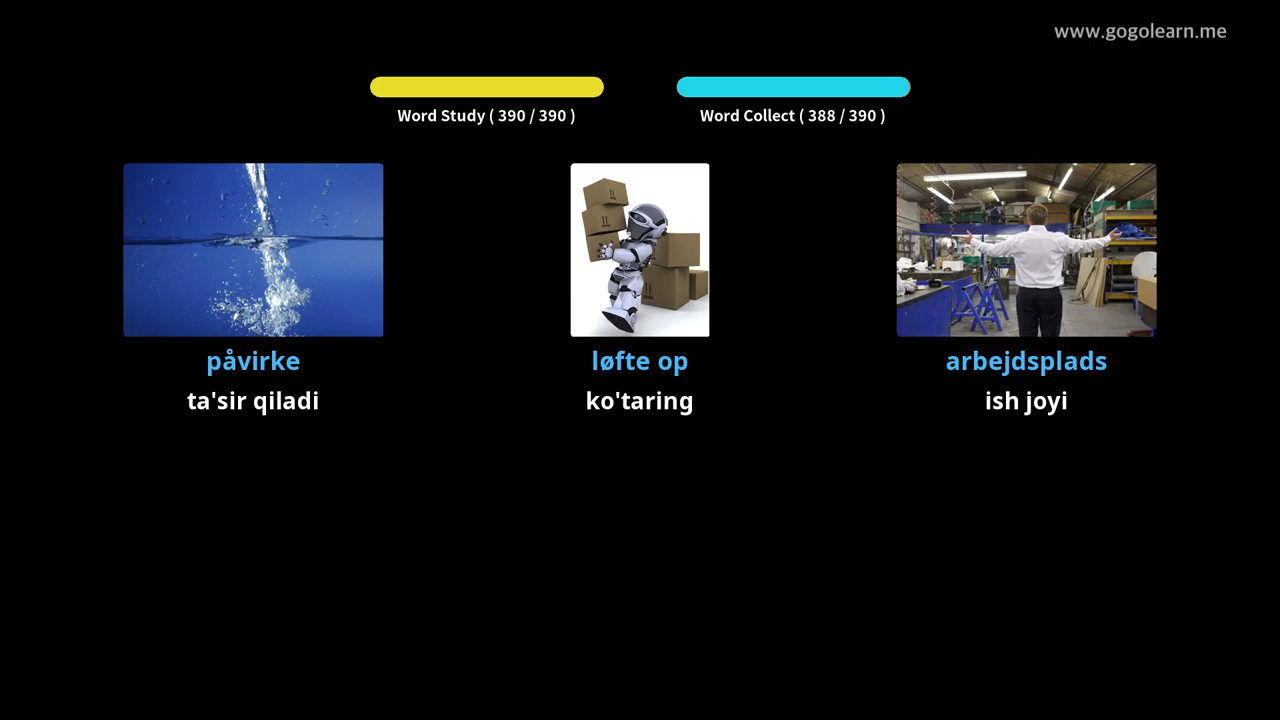 www.gogolearn.me
Word Study ( 390 / 390 )
Word Collect ( 388 / 390 )
påvirke
løfte op
arbejdsplads
ta'sir qiladi
ko'taring
ish joyi